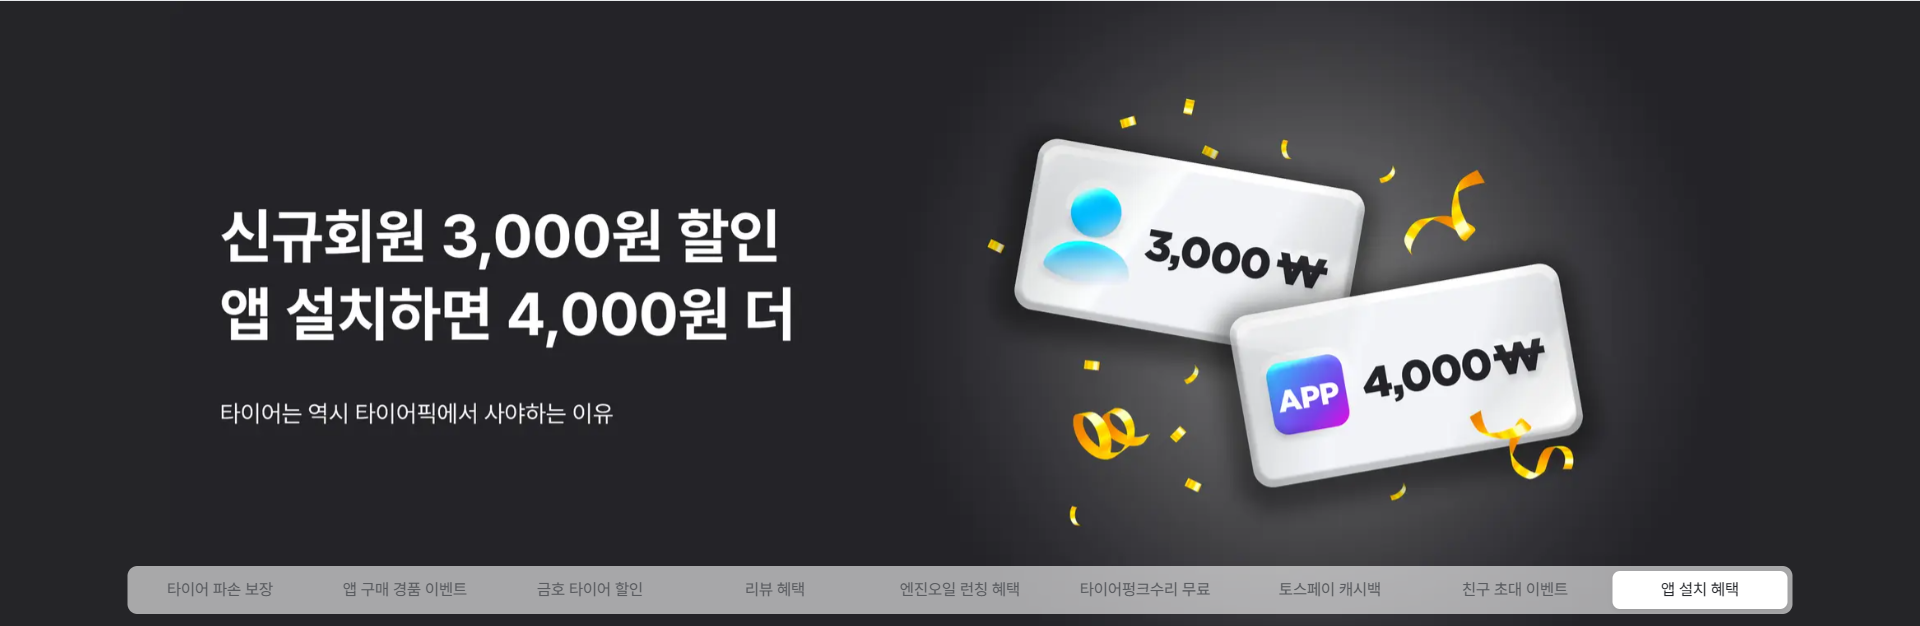 신규회원 3,000원 할인
앱 설치하면 4,000원 더
타이어는 역시 타이어픽에서 사야하는 이유
3,000₩
APP 4,000₩
타이어 파손 보장
앱 구매 경품 이벤트
금호 타이어 할인
리뷰 혜택
엔진오일 런칭 혜택
타이어펑크수리 무료
토스페이 캐시백
친구 초대 이벤트
앱 설치 혜택